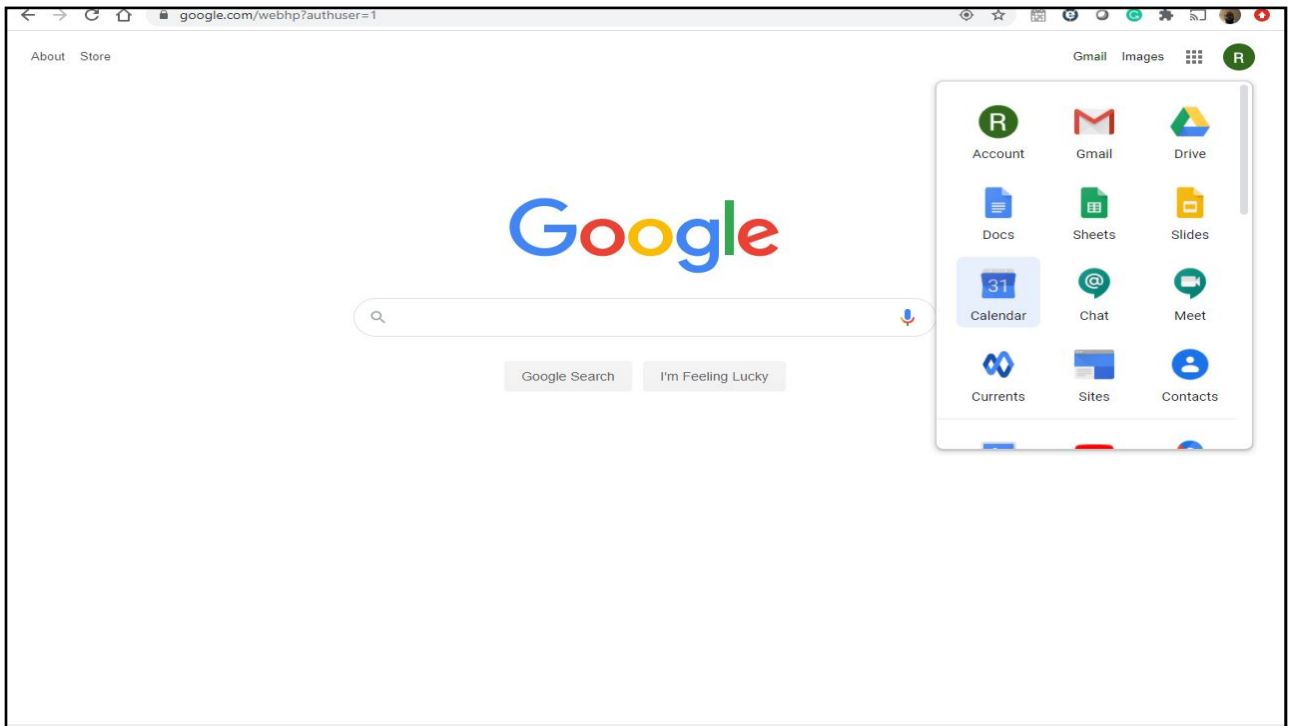 google.com/webhp?authuser=1
About Store
Gmail Images R
R
Account Gmail Drive
Google
Docs Sheets Slides
31 @
Calendar Chat Meet
Currents Sites Contacts
Google Search I'm Feeling Lucky